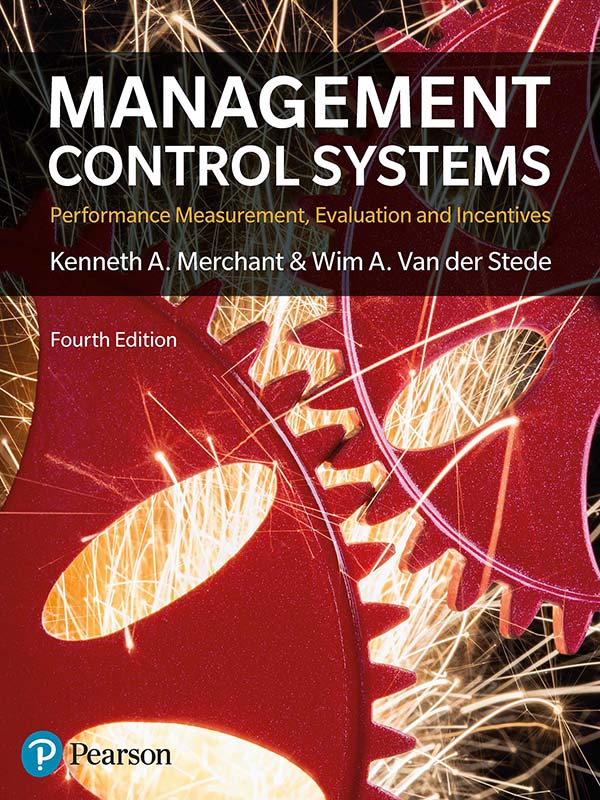 MANAGEMENT
CONTROL SYSTEMS
Performance Measurement, Evaluation and Incentives
Kenneth A. Merchant & Wim A. Van der Stede
Fourth Edition
P Pearson